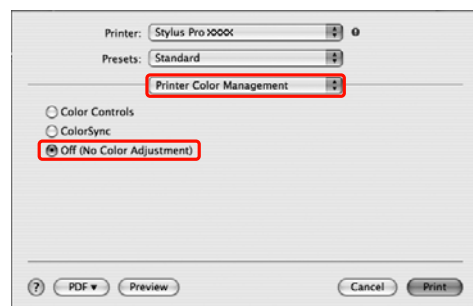 Printer: Stylus Pro XXXX
Presets: Standard
Printer Color Management
Color Controls
ColorSync
Off (No Color Adjustment)
? PDF ▼ Preview Cancel Print